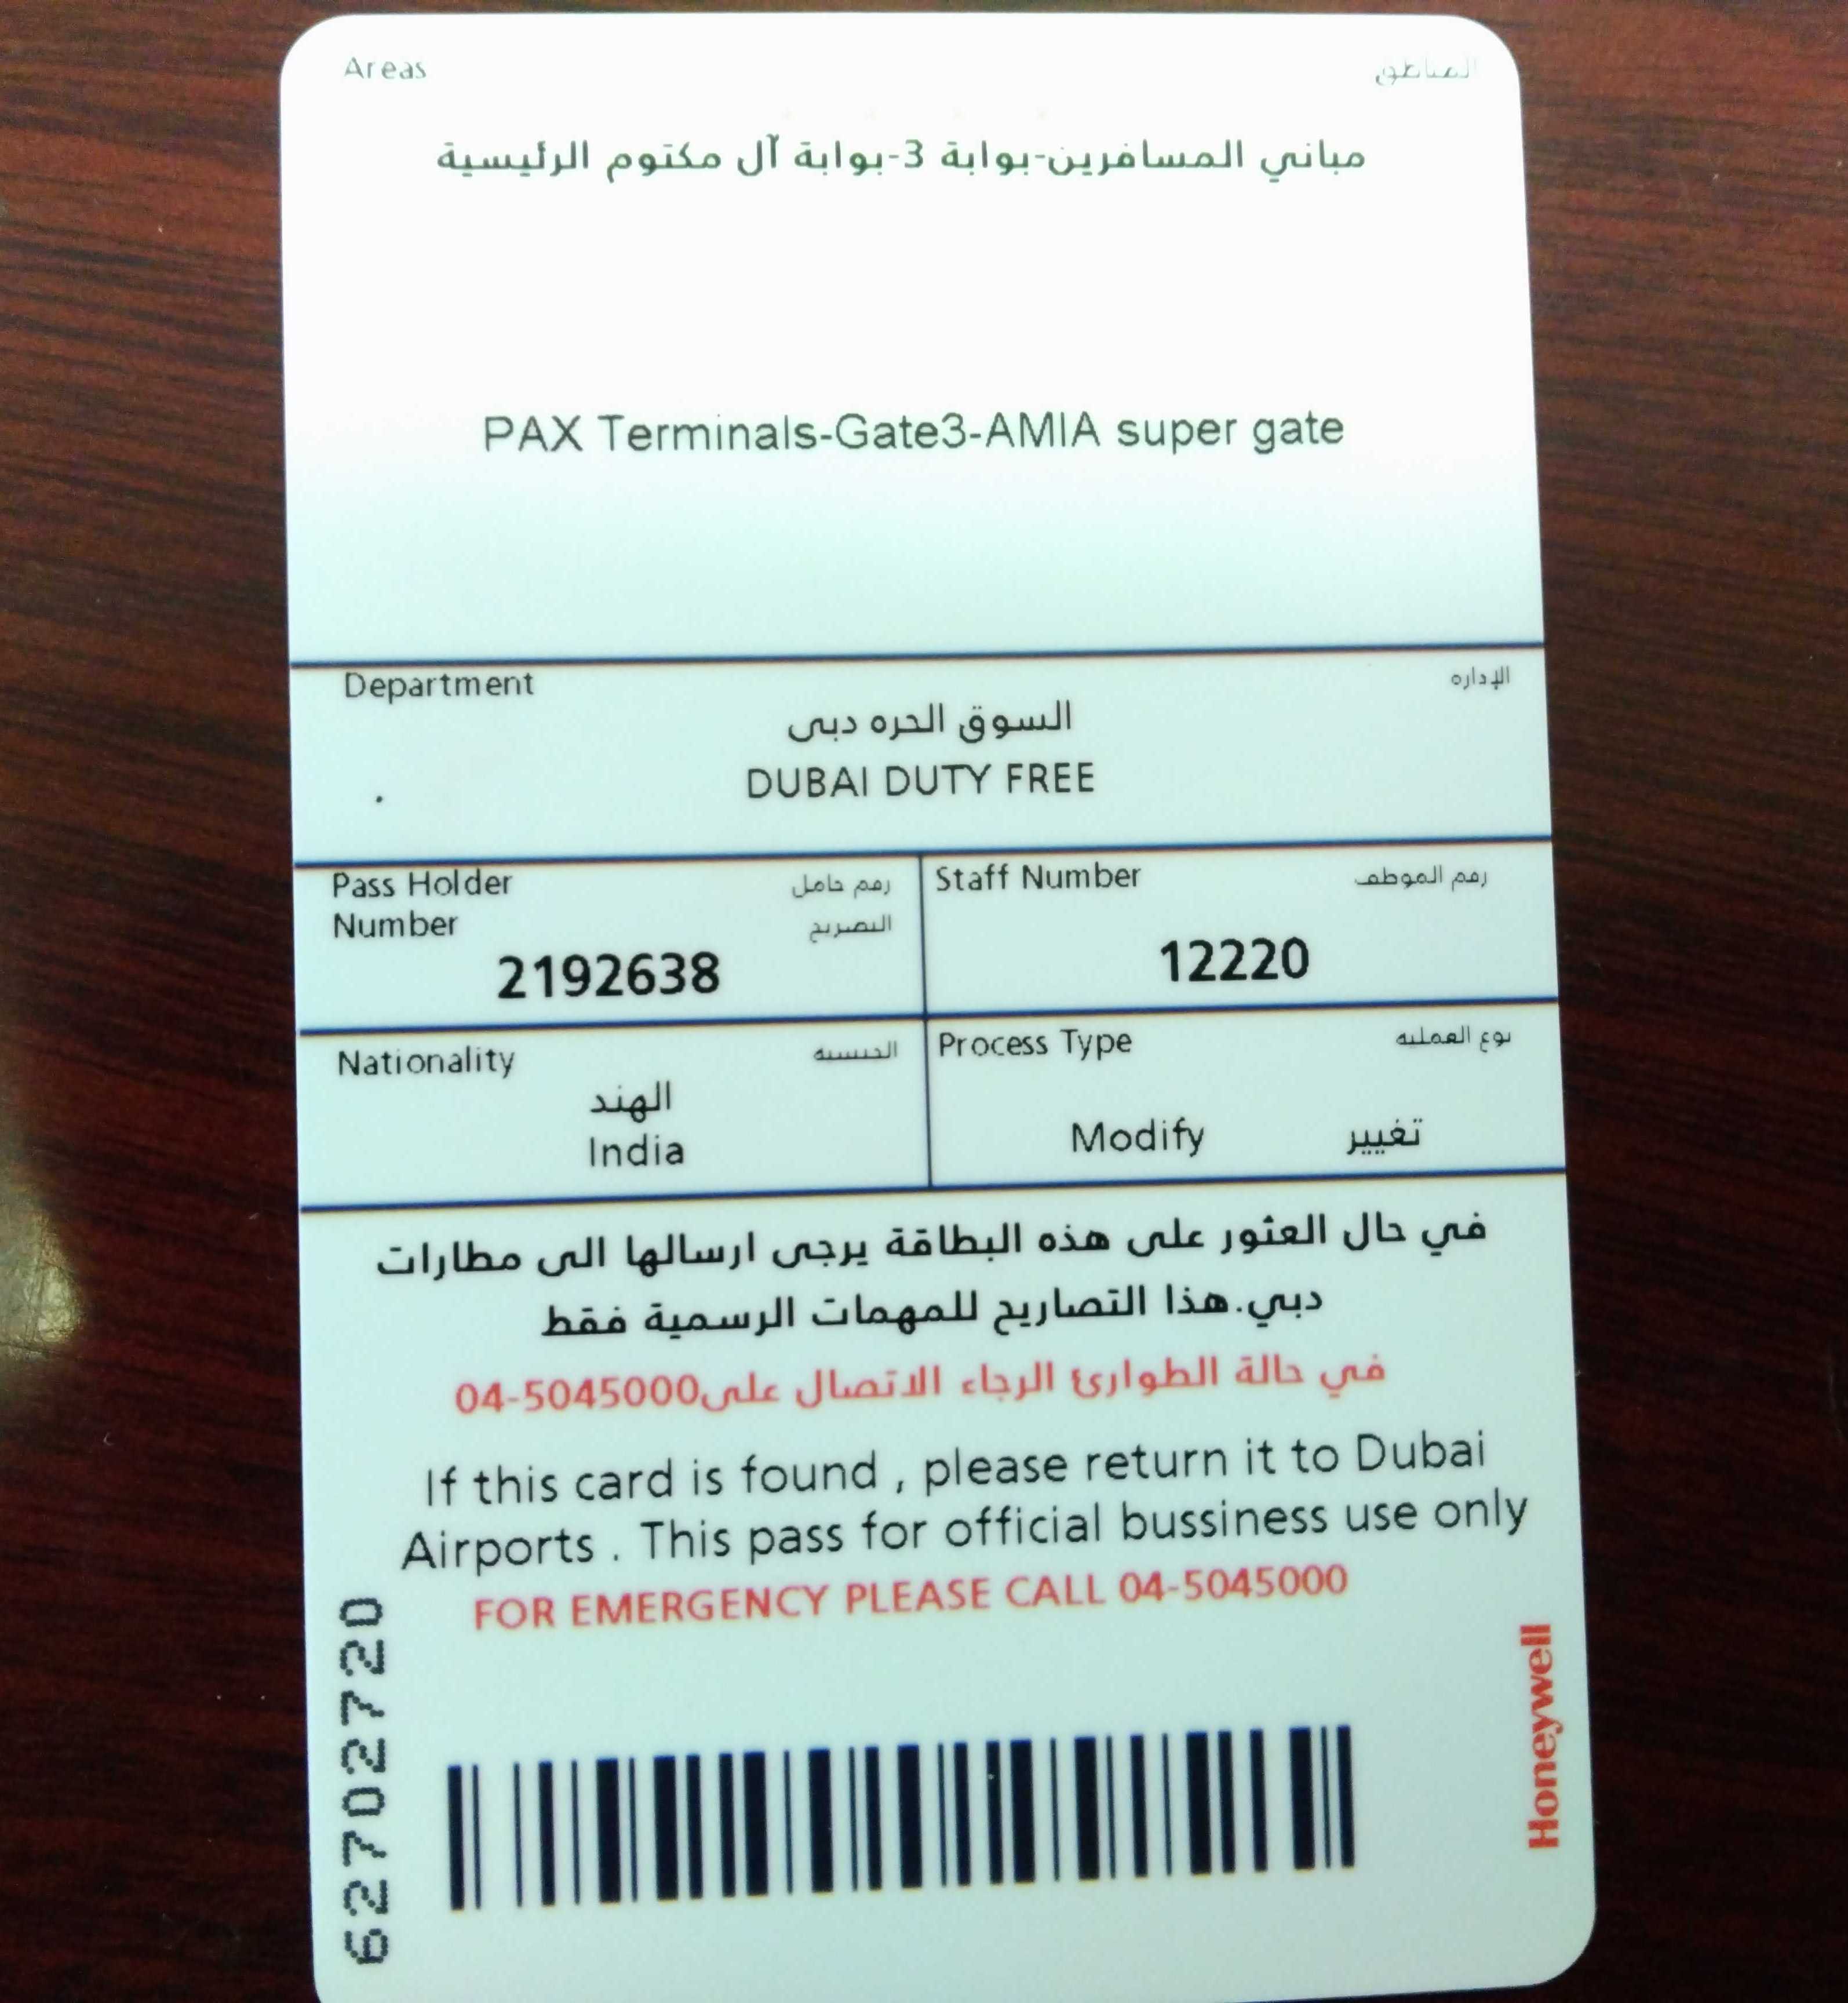 Areas المناطق
مباني المسافرين-بوابة 3-بوابة آل مكتوم الرئيسية
PAX Terminals-Gate3-AMIA super gate
Department الإداره
السوق الحره دبى
DUBAI DUTY FREE
Pass Holder رقم حامل
Number التصريح
2192638
Staff Number رقم الموظف
12220
Nationality الجنسيه
الهند
India
Process Type نوع العمليه
Modify تغيير
في حال العثور على هذه البطاقة يرجى ارسالها الى مطارات
دبي.هذا التصاريح للمهمات الرسمية فقط
في حالة الطوارئ الرجاء الاتصال على04-5045000
If this card is found , please return it to Dubai
Airports . This pass for official bussiness use only
FOR EMERGENCY PLEASE CALL 04-5045000
62702720
Honeywell